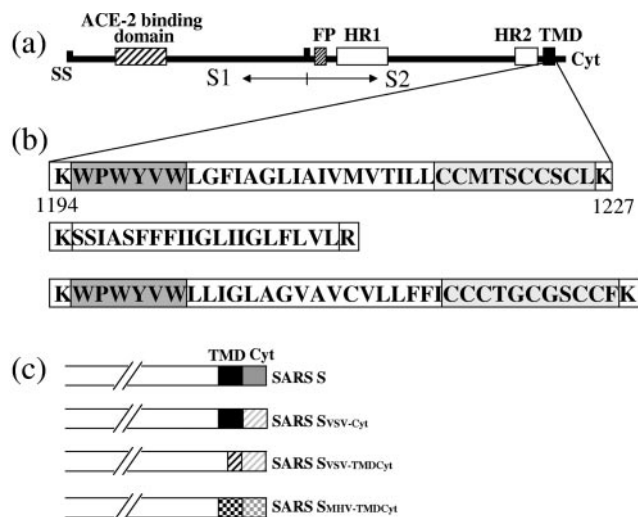 (a)
ACE-2 binding
domain
FP HR1 HR2 TMD
SS Cyt
S1 S2
(b)
KWPWYVWLGFIAGLIAIVMVTILLCCMTSCCSCLK
1194 1227
KSSIASFFFIIGLIIGLFLVLR
KWPWYVWLLIGLAGVAVCVLLFFICCCTGCGSCCFK
(c)
TMD Cyt
SARS S
SARS SVSV-Cyt
SARS SVSV-TMDCyt
SARS SMHV-TMDCyt